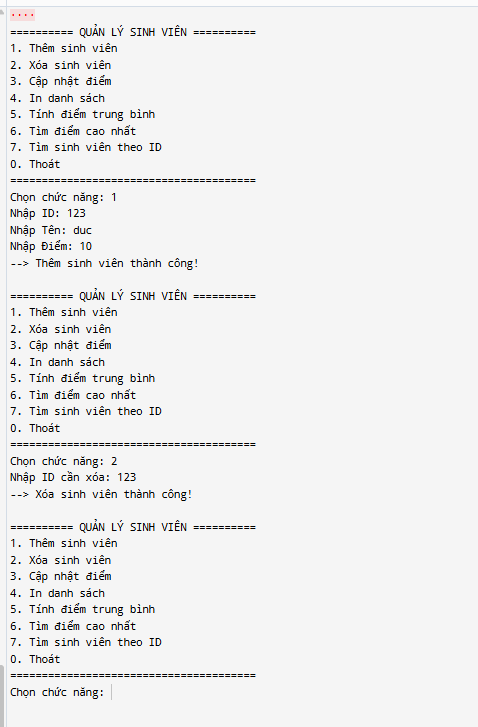 ....
========== QUẢN LÝ SINH VIÊN ==========
1. Thêm sinh viên
2. Xóa sinh viên
3. Cập nhật điểm
4. In danh sách
5. Tính điểm trung bình
6. Tìm điểm cao nhất
7. Tìm sinh viên theo ID
0. Thoát
=======================================
Chọn chức năng: 1
Nhập ID: 123
Nhập Tên: duc
Nhập Điểm: 10
--> Thêm sinh viên thành công!
========== QUẢN LÝ SINH VIÊN ==========
1. Thêm sinh viên
2. Xóa sinh viên
3. Cập nhật điểm
4. In danh sách
5. Tính điểm trung bình
6. Tìm điểm cao nhất
7. Tìm sinh viên theo ID
0. Thoát
=======================================
Chọn chức năng: 2
Nhập ID cần xóa: 123
--> Xóa sinh viên thành công!
========== QUẢN LÝ SINH VIÊN ==========
1. Thêm sinh viên
2. Xóa sinh viên
3. Cập nhật điểm
4. In danh sách
5. Tính điểm trung bình
6. Tìm điểm cao nhất
7. Tìm sinh viên theo ID
0. Thoát
=======================================
Chọn chức năng: